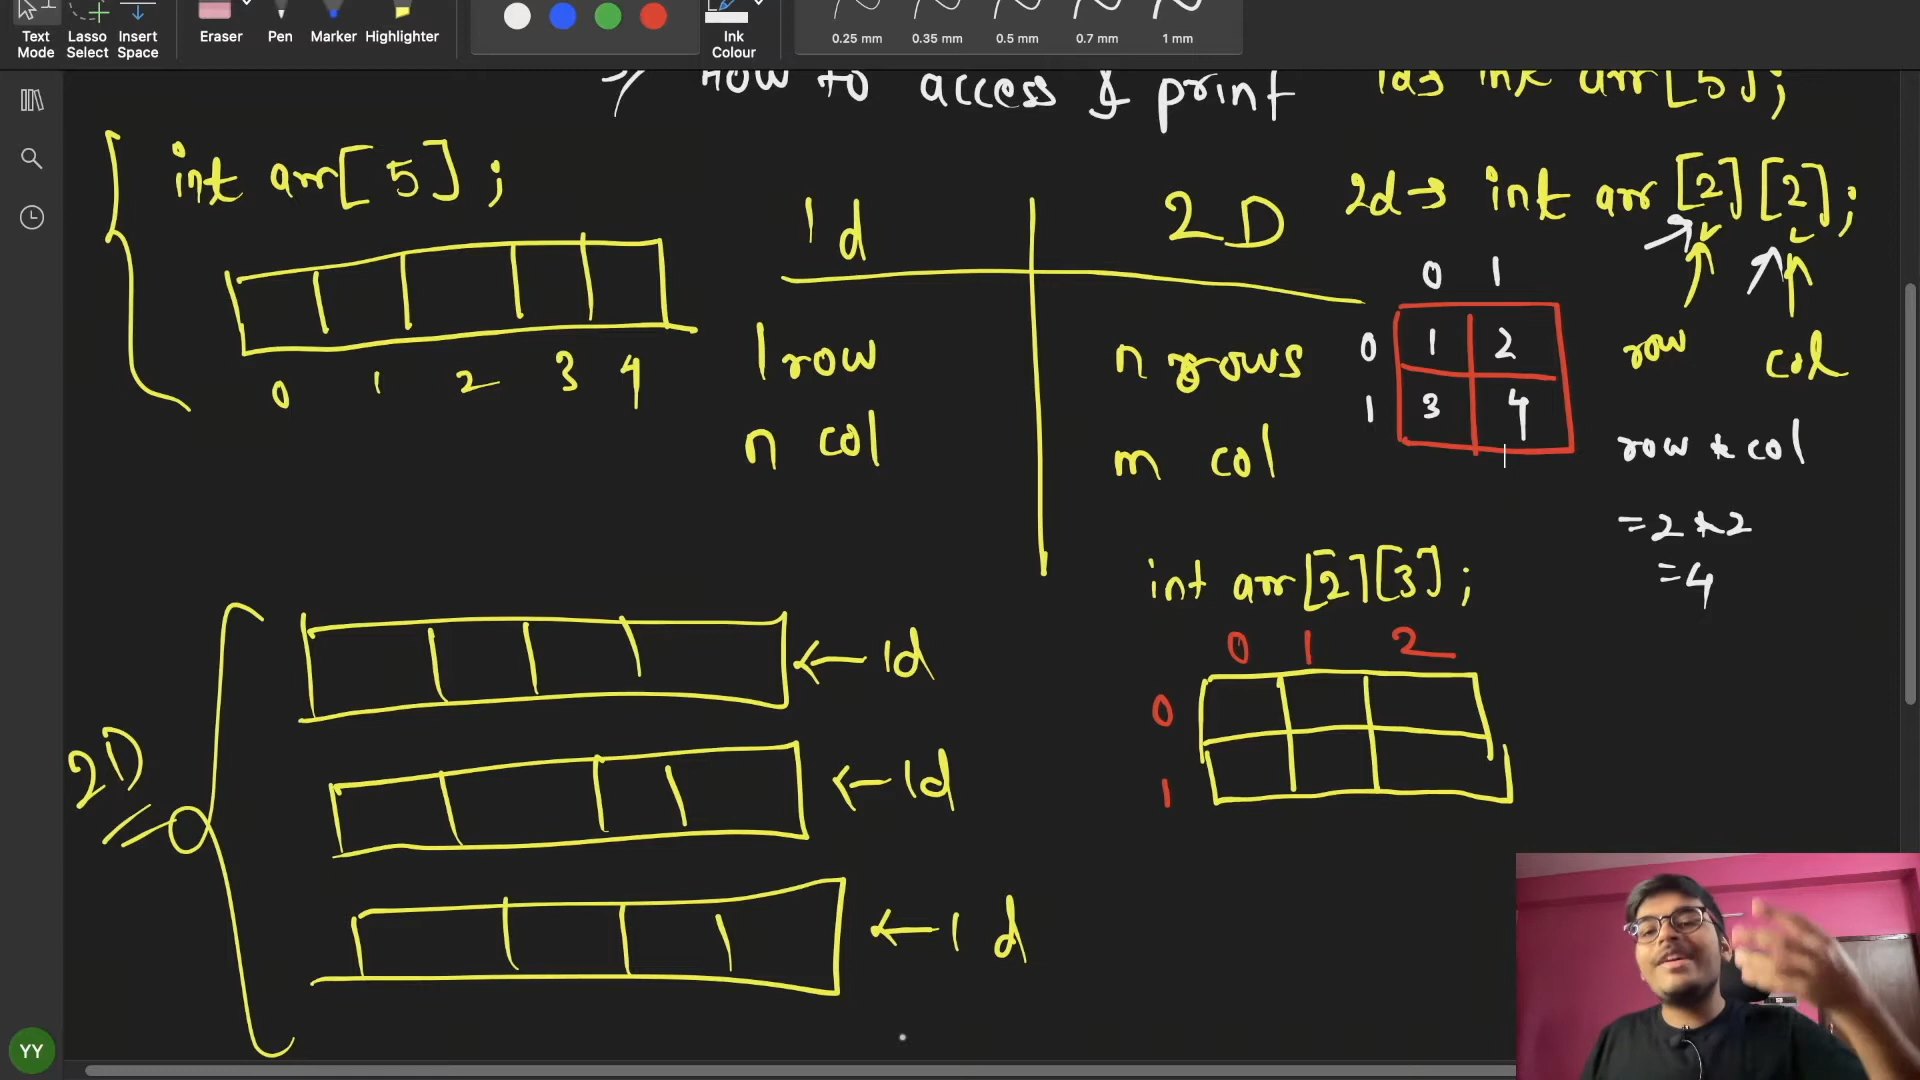 Text Mode
Lasso Select
Insert Space
Eraser
Pen
Marker
Highlighter
Ink Colour
0.25 mm
0.35 mm
0.5 mm
0.7 mm
1 mm
How to access & print
int arr[5];
int arr[5];
1d
2D
2d→ int arr[2][2];
0 1
0 1 2
1 3 4
row col
1 row
n col
n rows
m col
row * col
= 2 * 2
= 4
0 1 2 3 4
int arr[2][3];
0 1 2
0
1
2D
← 1d
← 1d
← 1 d
YY